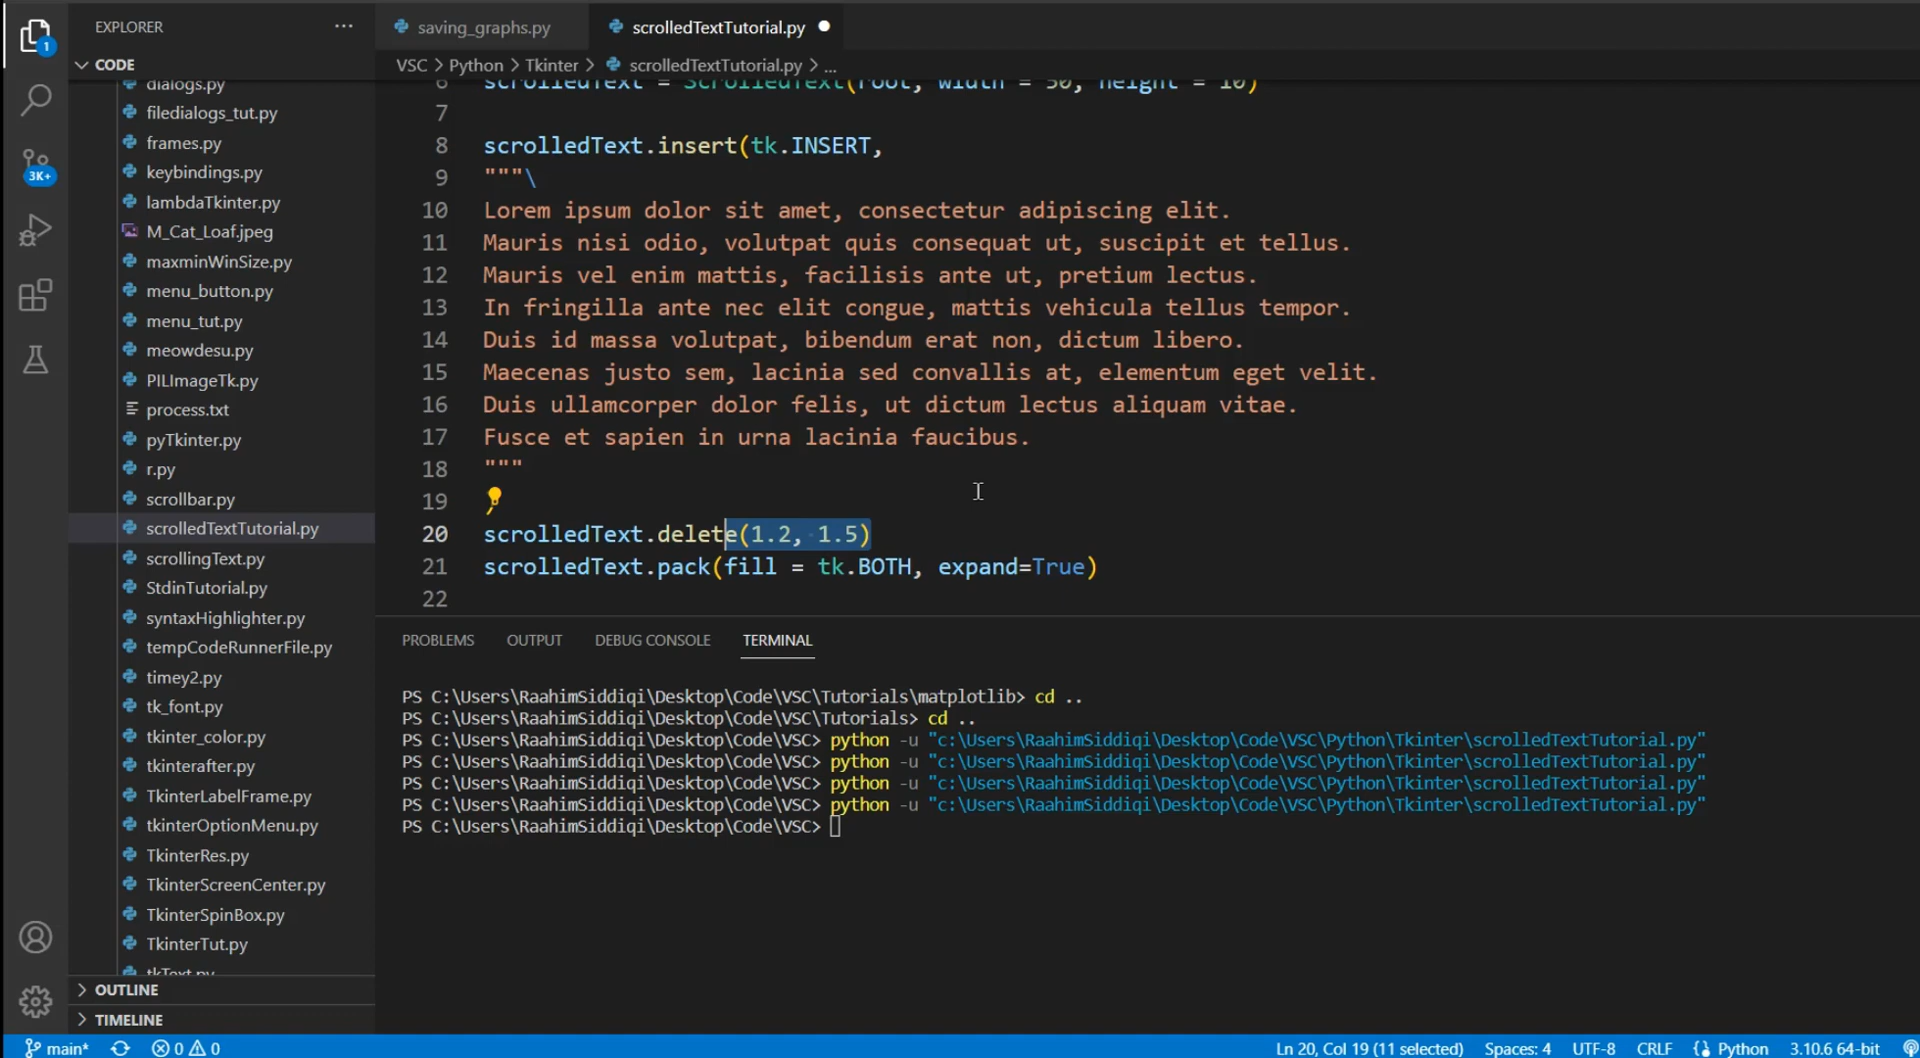 EXPLORER ...
CODE
dialogs.py
filedialogs_tut.py
frames.py
keybindings.py
lambdaTkinter.py
M_Cat_Loaf.jpeg
maxminWinSize.py
menu_button.py
menu_tut.py
meowdesu.py
PILImageTk.py
process.txt
pyTkinter.py
r.py
scrollbar.py
scrolledTextTutorial.py
scrollingText.py
StdinTutorial.py
syntaxHighlighter.py
tempCodeRunnerFile.py
timey2.py
tk_font.py
tkinter_color.py
tkinterafter.py
TkinterLabelFrame.py
tkinterOptionMenu.py
TkinterRes.py
TkinterScreenCenter.py
TkinterSpinBox.py
TkinterTut.py
tkText.py
OUTLINE
TIMELINE
1
3K+
saving_graphs.py scrolledTextTutorial.py
VSC > Python > Tkinter > scrolledTextTutorial.py > ...
6 scrolledText = ScrolledText(root, width = 50, height = 10)
7
8 scrolledText.insert(tk.INSERT,
9 """\
10 Lorem ipsum dolor sit amet, consectetur adipiscing elit.
11 Mauris nisi odio, volutpat quis consequat ut, suscipit et tellus.
12 Mauris vel enim mattis, facilisis ante ut, pretium lectus.
13 In fringilla ante nec elit congue, mattis vehicula tellus tempor.
14 Duis id massa volutpat, bibendum erat non, dictum libero.
15 Maecenas justo sem, lacinia sed convallis at, elementum eget velit.
16 Duis ullamcorper dolor felis, ut dictum lectus aliquam vitae.
17 Fusce et sapien in urna lacinia faucibus.
18 """
19 )
20 scrolledText.delete(1.2, 1.5)
21 scrolledText.pack(fill = tk.BOTH, expand=True)
22
PROBLEMS OUTPUT DEBUG CONSOLE TERMINAL
PS C:\Users\RaahimSiddiqi\Desktop\Code\VSC\Tutorials\matplotlib> cd ..
PS C:\Users\RaahimSiddiqi\Desktop\Code\VSC\Tutorials> cd ..
PS C:\Users\RaahimSiddiqi\Desktop\Code\VSC> python -u "c:\Users\RaahimSiddiqi\Desktop\Code\VSC\Python\Tkinter\scrolledTextTutorial.py"
PS C:\Users\RaahimSiddiqi\Desktop\Code\VSC> python -u "c:\Users\RaahimSiddiqi\Desktop\Code\VSC\Python\Tkinter\scrolledTextTutorial.py"
PS C:\Users\RaahimSiddiqi\Desktop\Code\VSC> python -u "c:\Users\RaahimSiddiqi\Desktop\Code\VSC\Python\Tkinter\scrolledTextTutorial.py"
PS C:\Users\RaahimSiddiqi\Desktop\Code\VSC> python -u "c:\Users\RaahimSiddiqi\Desktop\Code\VSC\Python\Tkinter\scrolledTextTutorial.py"
PS C:\Users\RaahimSiddiqi\Desktop\Code\VSC>
main* 0 0 Ln 20, Col 19 (11 selected) Spaces: 4 UTF-8 CRLF Python 3.10.6 64-bit